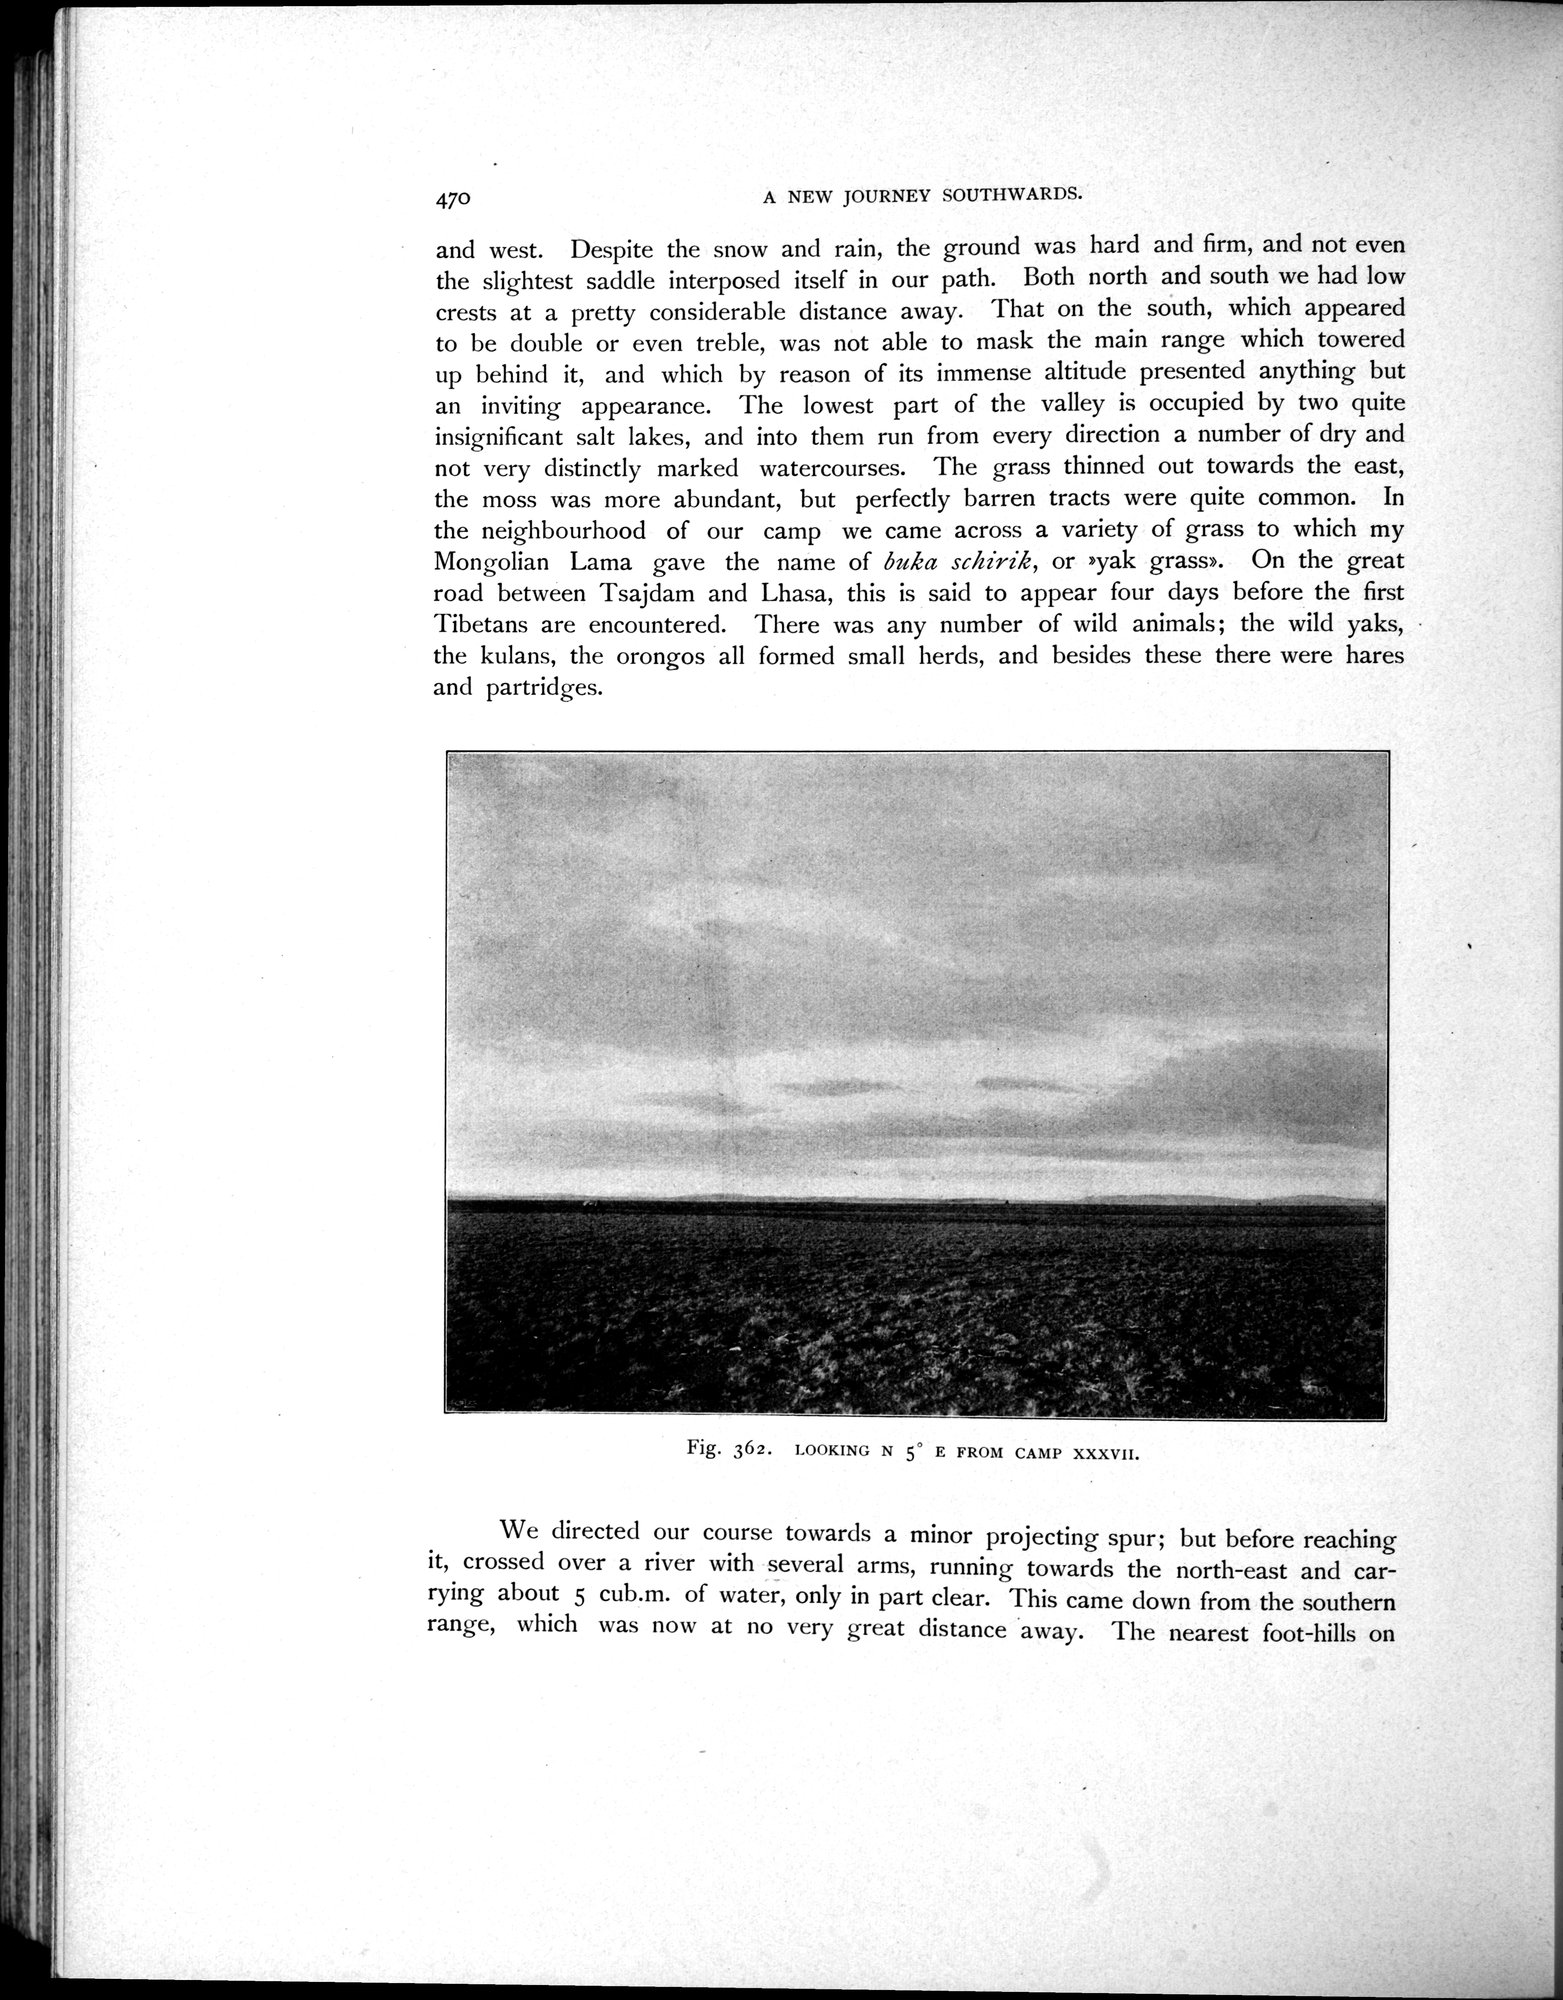 470
A NEW JOURNEY SOUTHWARDS.
and west. Despite the snow and rain, the ground was hard and firm, and not even
the slightest saddle interposed itself in our path. Both north and south we had low
crests at a pretty considerable distance away. That on the south, which appeared
to be double or even treble, was not able to mask the main range which towered
up behind it, and which by reason of its immense altitude presented anything but
an inviting appearance. The lowest part of the valley is occupied by two quite
insignificant salt lakes, and into them run from every direction a number of dry and
not very distinctly marked watercourses. The grass thinned out towards the east,
the moss was more abundant, but perfectly barren tracts were quite common. In
the neighbourhood of our camp we came across a variety of grass to which my
Mongolian Lama gave the name of buka schirik, or »yak grass». On the great
road between Tsajdam and Lhasa, this is said to appear four days before the first
Tibetans are encountered. There was any number of wild animals; the wild yaks,
the kulans, the orongos all formed small herds, and besides these there were hares
and partridges.
Fig. 362. LOOKING N 5° E FROM CAMP XXXVII.
We directed our course towards a minor projecting spur; but before reaching
it, crossed over a river with several arms, running towards the north-east and car-
rying about 5 cub.m. of water, only in part clear. This came down from the southern
range, which was now at no very great distance away. The nearest foot-hills on